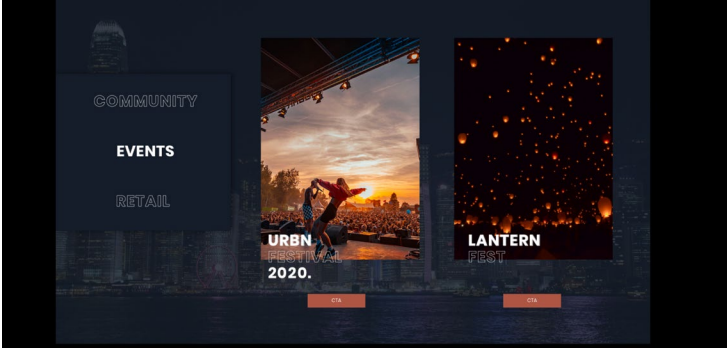 COMMUNITY
EVENTS
RETAIL
URBN
FESTIVAL
2020.
CTA
LANTERN
FEST
CTA